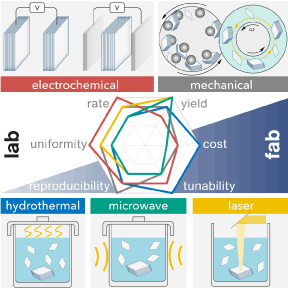 V V
electrochemical
mechanical
ω
rate
yield
lab
uniformity
cost
fab
reproducibility
tunability
hydrothermal
microwave
laser